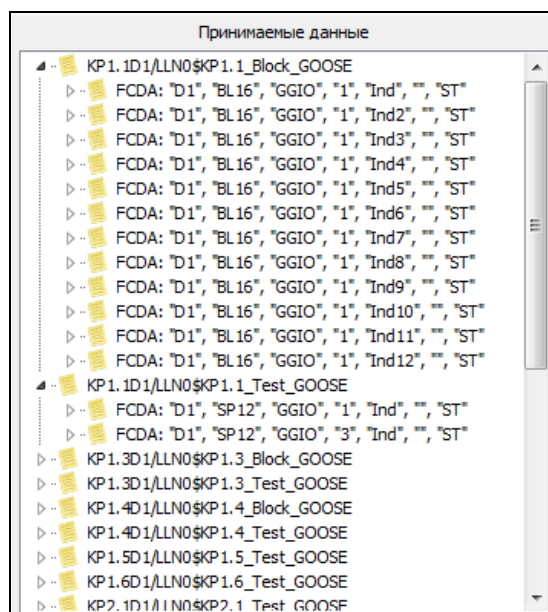 Принимаемые данные
KP1.1D1/LLN0$KP1.1_Block_GOOSE
FCDA: "D1", "BL16", "GGIO", "1", "Ind", "", "ST"
FCDA: "D1", "BL16", "GGIO", "1", "Ind2", "", "ST"
FCDA: "D1", "BL16", "GGIO", "1", "Ind3", "", "ST"
FCDA: "D1", "BL16", "GGIO", "1", "Ind4", "", "ST"
FCDA: "D1", "BL16", "GGIO", "1", "Ind5", "", "ST"
FCDA: "D1", "BL16", "GGIO", "1", "Ind6", "", "ST"
FCDA: "D1", "BL16", "GGIO", "1", "Ind7", "", "ST"
FCDA: "D1", "BL16", "GGIO", "1", "Ind8", "", "ST"
FCDA: "D1", "BL16", "GGIO", "1", "Ind9", "", "ST"
FCDA: "D1", "BL16", "GGIO", "1", "Ind10", "", "ST"
FCDA: "D1", "BL16", "GGIO", "1", "Ind11", "", "ST"
FCDA: "D1", "BL16", "GGIO", "1", "Ind12", "", "ST"
KP1.1D1/LLN0$KP1.1_Test_GOOSE
FCDA: "D1", "SP12", "GGIO", "1", "Ind", "", "ST"
FCDA: "D1", "SP12", "GGIO", "3", "Ind", "", "ST"
KP1.3D1/LLN0$KP1.3_Block_GOOSE
KP1.3D1/LLN0$KP1.3_Test_GOOSE
KP1.4D1/LLN0$KP1.4_Block_GOOSE
KP1.4D1/LLN0$KP1.4_Test_GOOSE
KP1.5D1/LLN0$KP1.5_Test_GOOSE
KP1.6D1/LLN0$KP1.6_Test_GOOSE
KP2.1D1/LLN0$KP2.1_Test_GOOSE